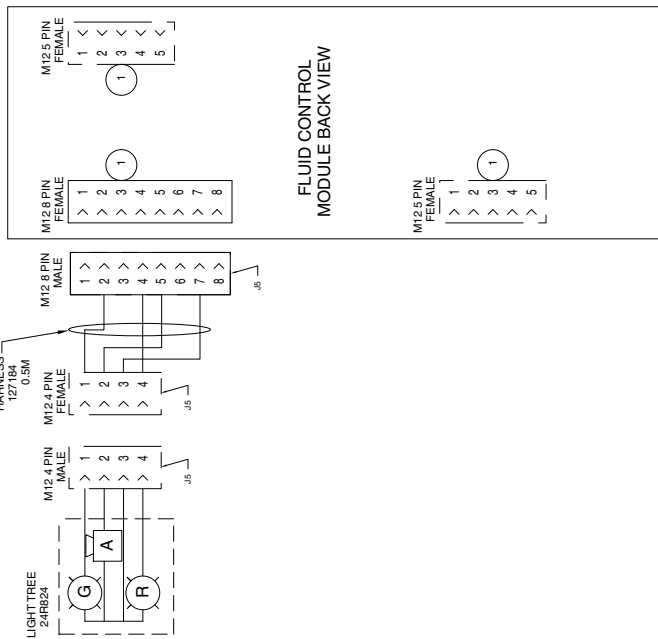 M12 5 PIN
FEMALE
1
2
3
4
5
1
M12 8 PIN
FEMALE
1
2
3
4
5
6
7
8
1
FLUID CONTROL
MODULE BACK VIEW
M12 5 PIN
FEMALE
1
2
3
4
5
1
M12 8 PIN
MALE
1
2
3
4
5
6
7
8
J5
HARNESS
127184
0.5M
M12 4 PIN
FEMALE
1
2
3
4
J5
M12 4 PIN
MALE
1
2
3
4
J5
LIGHT TREE
24R824
G
A
R